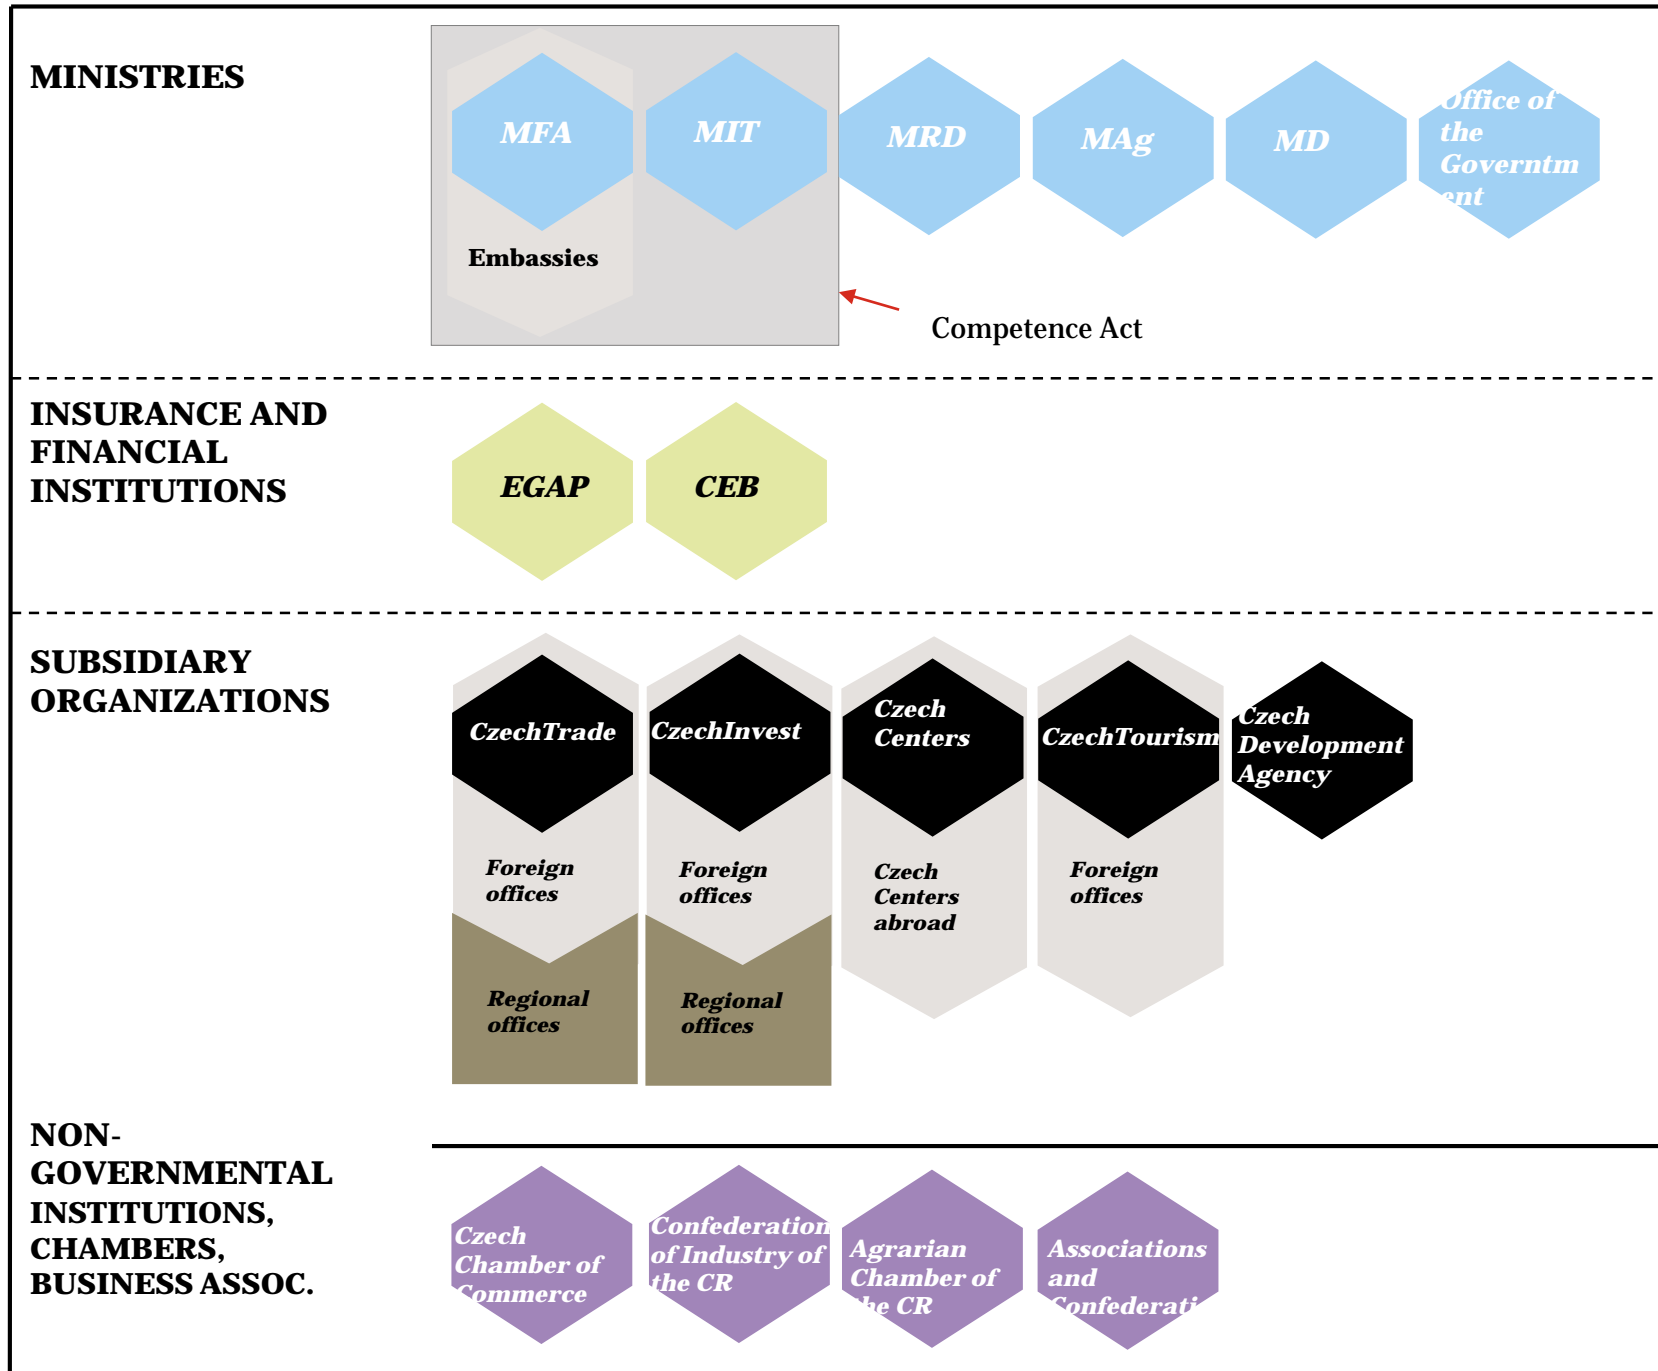 MINISTRIES
MFA
MIT
MRD
MAg
MD
Office of
the
Governtm
ent
Embassies
Competence Act
INSURANCE AND
FINANCIAL
INSTITUTIONS
EGAP
CEB
SUBSIDIARY
ORGANIZATIONS
CzechTrade
CzechInvest
Czech
Centers
CzechTourism
Czech
Development
Agency
Foreign
offices
Foreign
offices
Czech
Centers
abroad
Foreign
offices
Regional
offices
Regional
offices
NON-
GOVERNMENTAL
INSTITUTIONS,
CHAMBERS,
BUSINESS ASSOC.
Czech
Chamber of
Commerce
Confederation
of Industry of
the CR
Agrarian
Chamber of
the CR
Associations
and
Confederati